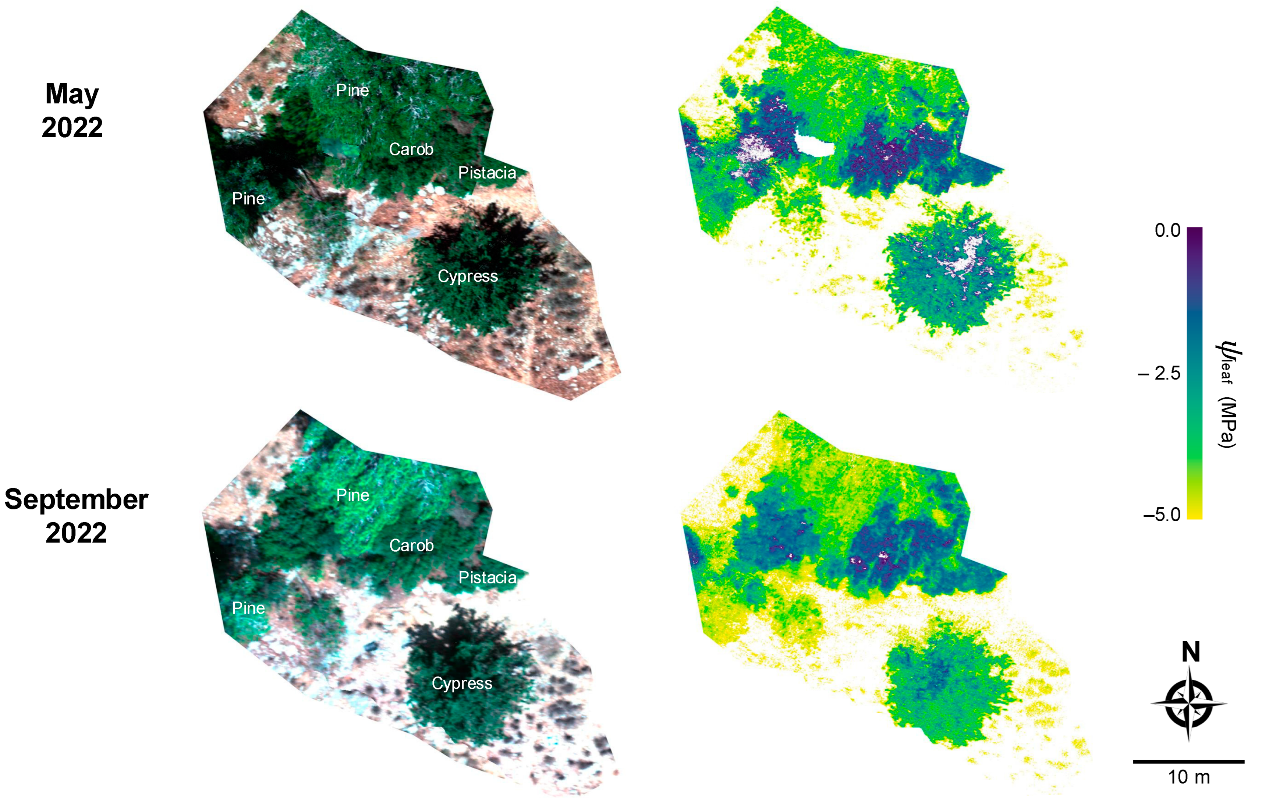 May
2022
Pine
Carob
Pistacia
Pine
Cypress
0.0
– 2.5
–5.0
ψleaf (MPa)
September
2022
Pine
Carob
Pistacia
Pine
Cypress
N
10 m